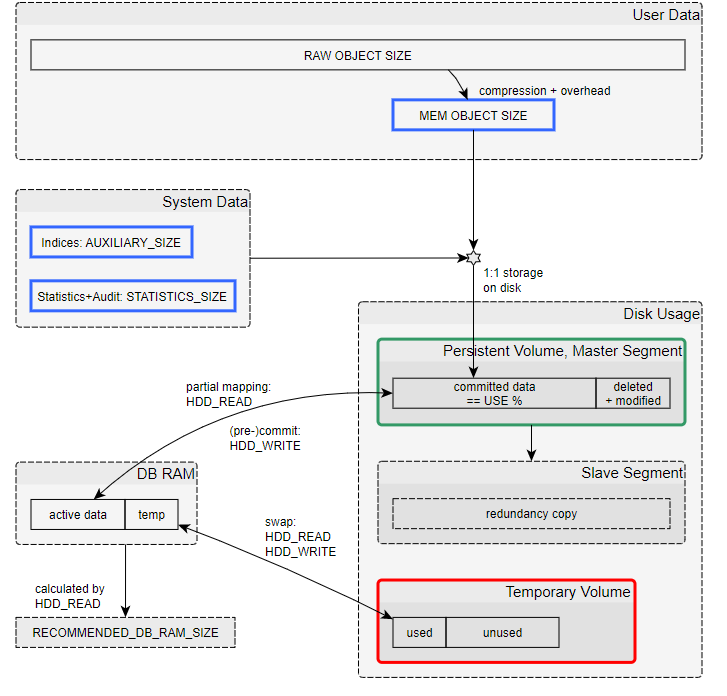 User Data
RAW OBJECT SIZE
compression + overhead
MEM OBJECT SIZE
System Data
Indices: AUXILIARY_SIZE
Statistics+Audit: STATISTICS_SIZE
1:1 storage
on disk
Disk Usage
Persistent Volume, Master Segment
committed data
== USE %
deleted
+ modified
partial mapping:
HDD_READ
(pre-)commit:
HDD_WRITE
DB RAM
active data
temp
Slave Segment
redundancy copy
swap:
HDD_READ
HDD_WRITE
calculated by
HDD_READ
RECOMMENDED_DB_RAM_SIZE
Temporary Volume
used
unused